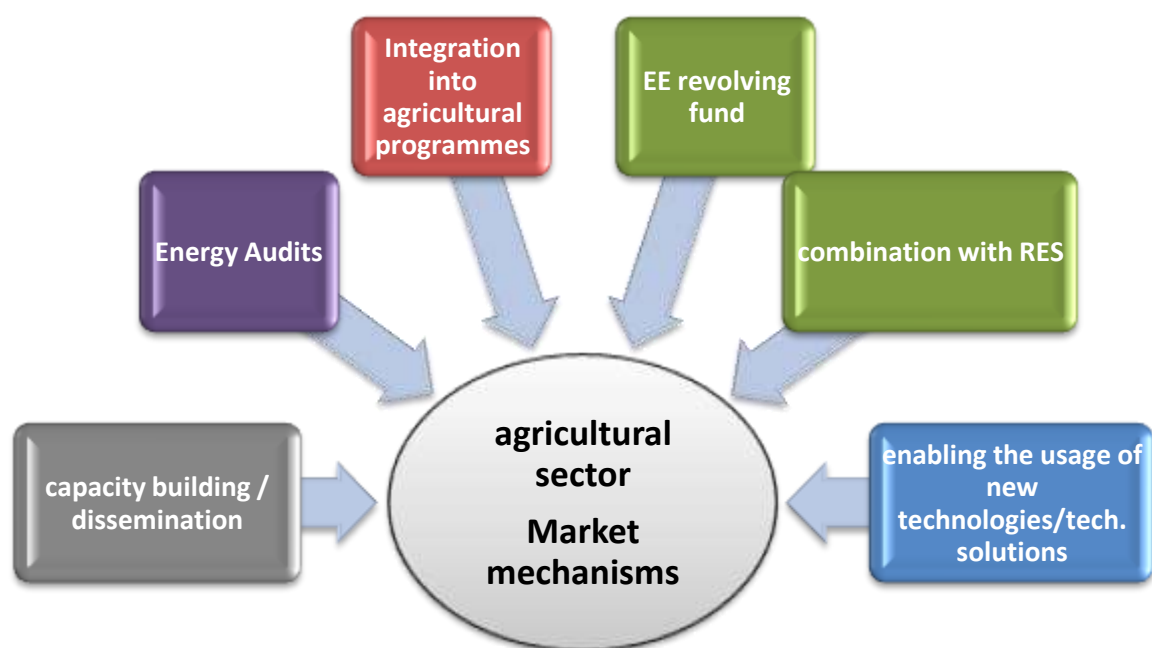 Integration
into
agricultural
programmes
EE revolving
fund
Energy Audits
combination with RES
capacity building /
dissemination
agricultural
sector
Market
mechanisms
enabling the usage of
new
technologies/tech.
solutions